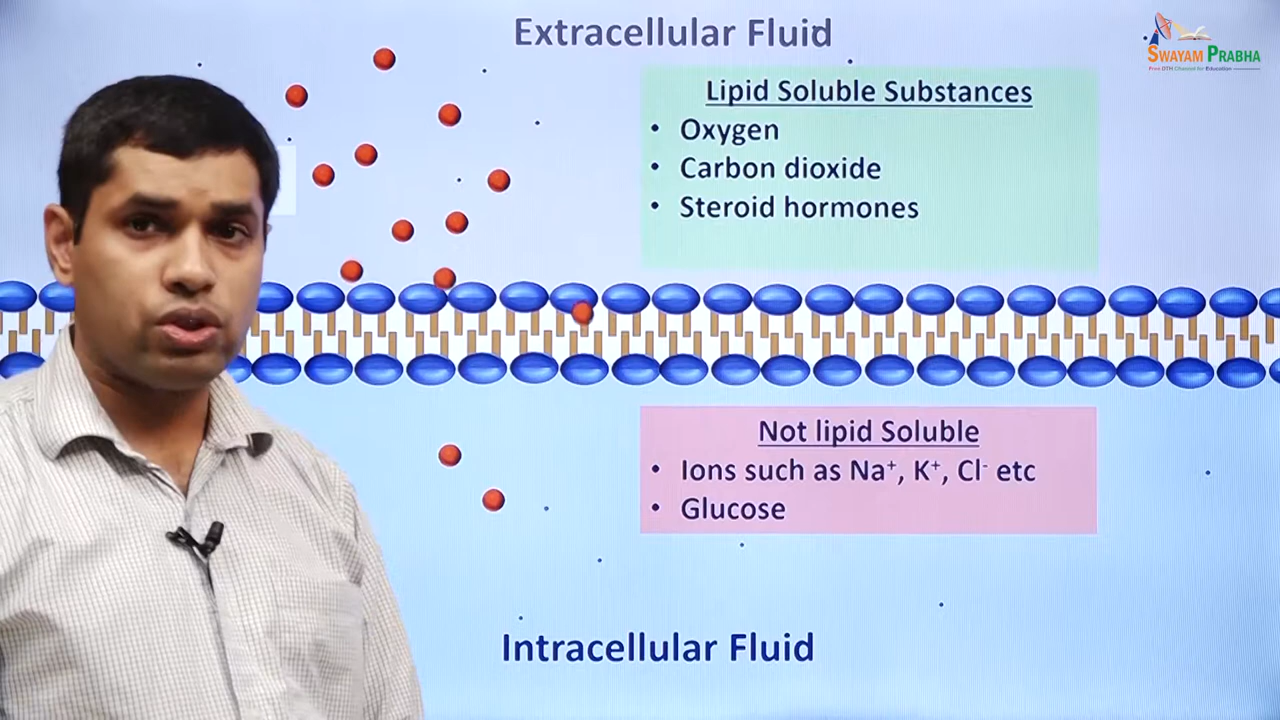 Extracellular Fluid
SWAYAM PRABHA
Free DTH Channel for Education
Lipid Soluble Substances
• Oxygen
• Carbon dioxide
• Steroid hormones
Not lipid Soluble
• Ions such as Na⁺, K⁺, Cl⁻ etc
• Glucose
Intracellular Fluid